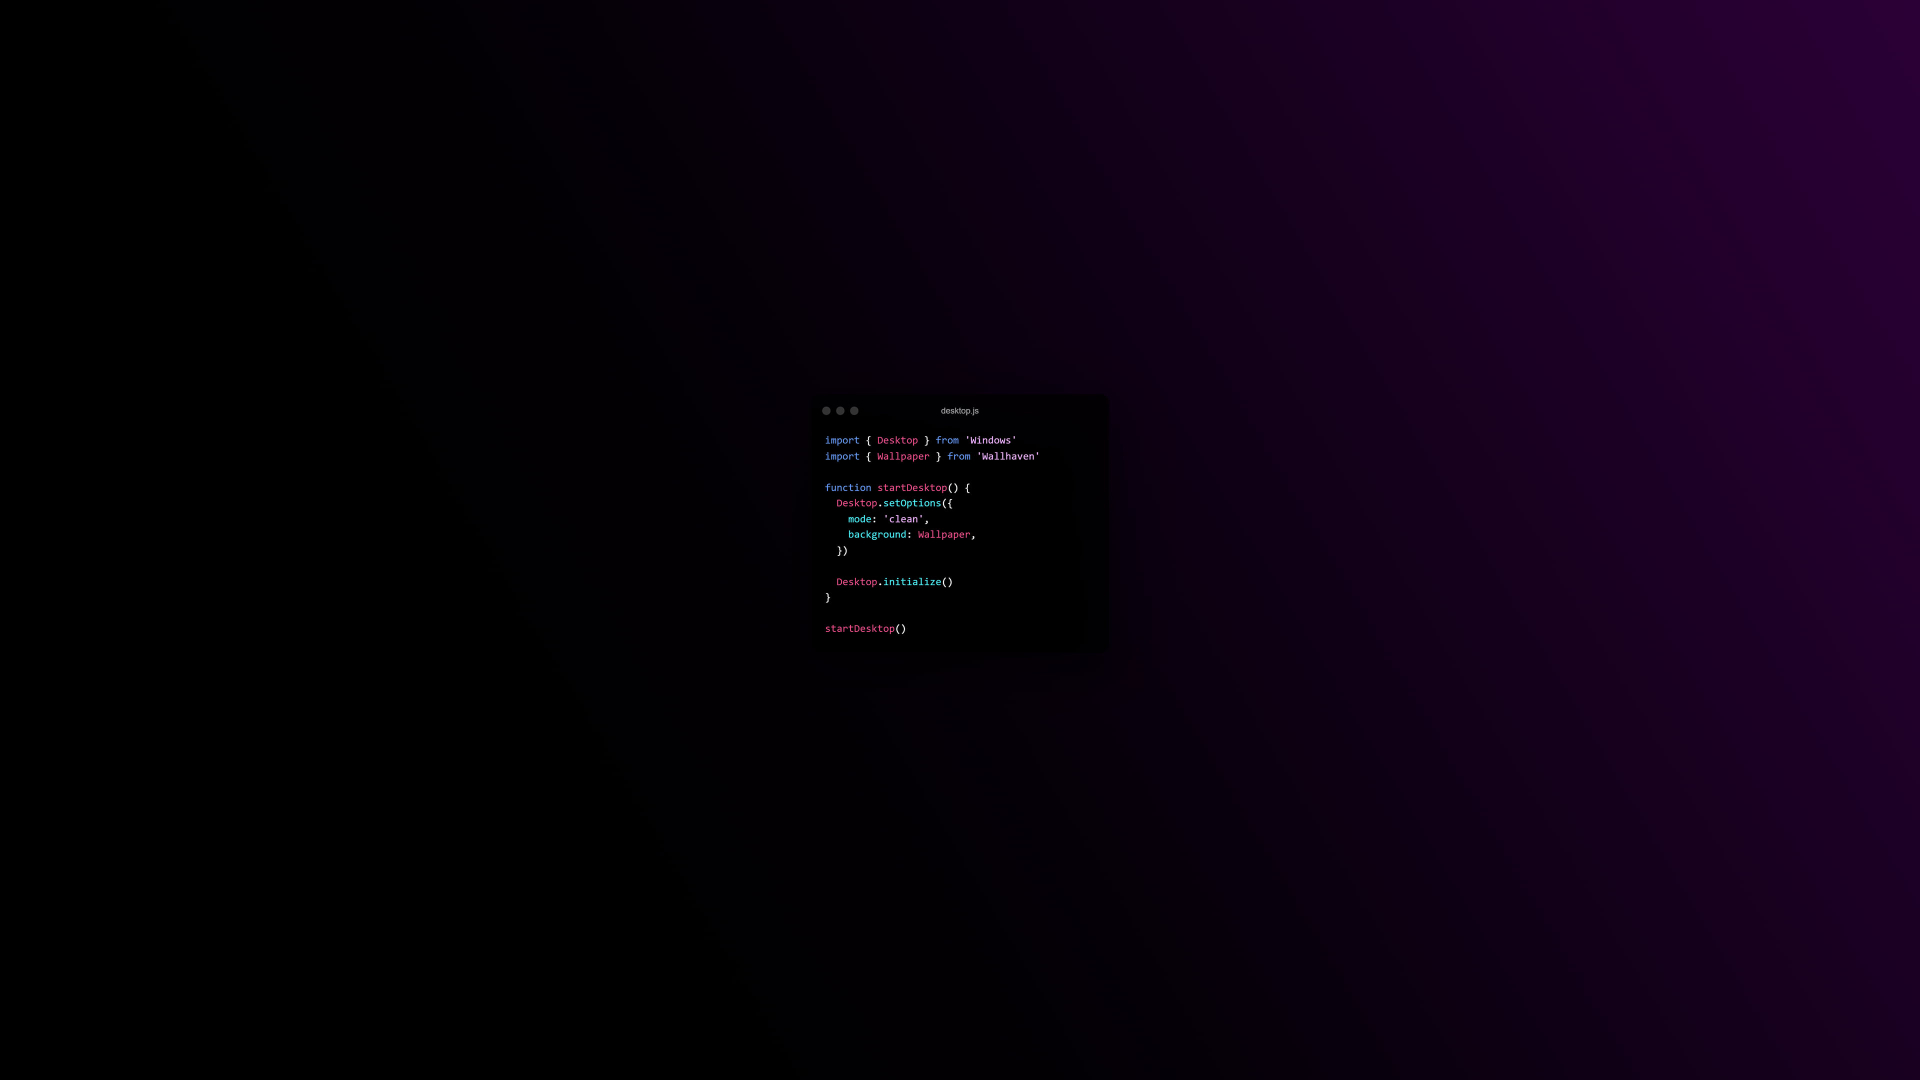 desktop.js
import { Desktop } from 'Windows'
import { Wallpaper } from 'Wallhaven'
function startDesktop() {
  Desktop.setOptions({
    mode: 'clean',
    background: Wallpaper,
  })
  Desktop.initialize()
}
startDesktop()